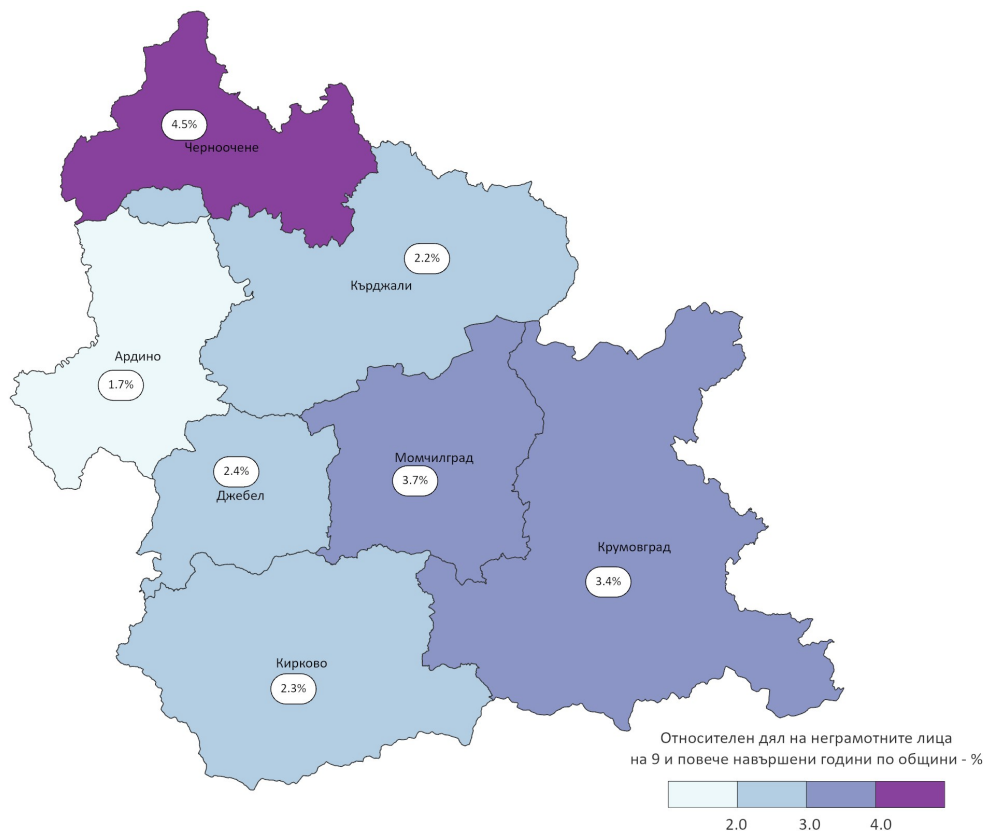 4.5%
Черноочене
2.2%
Кърджали
Ардино
1.7%
Момчилград
3.7%
2.4%
Джебел
Крумовград
3.4%
Кирково
2.3%
Относителен дял на неграмотните лица
на 9 и повече навършени години по общини - %
2.0 3.0 4.0